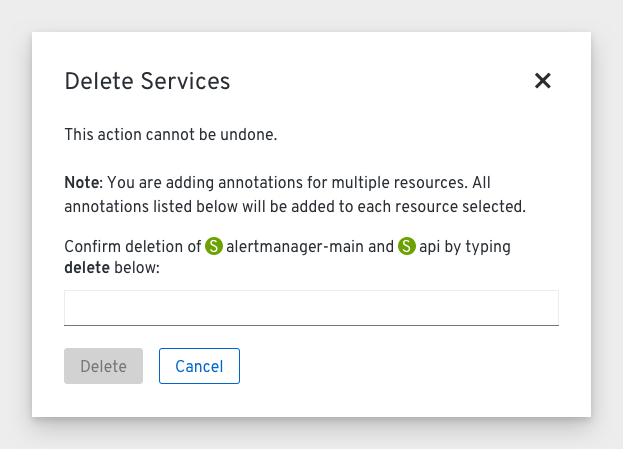 Delete Services
This action cannot be undone.
Note: You are adding annotations for multiple resources. All
annotations listed below will be added to each resource selected.
Confirm deletion of S alertmanager-main and S api by typing
delete below:
Delete
Cancel